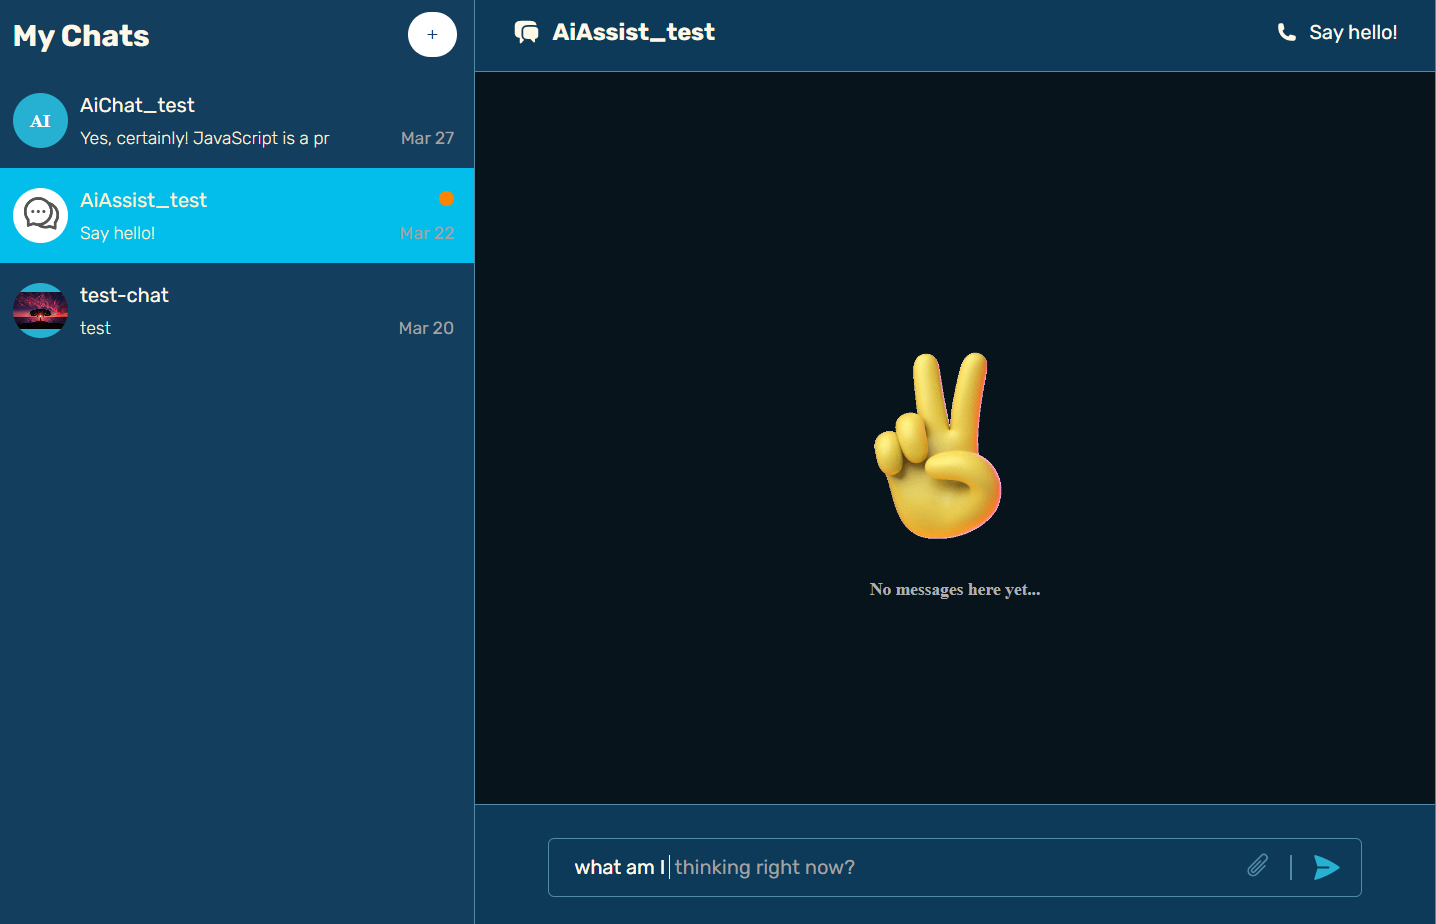 My Chats
+
AI
AiChat_test
Yes, certainly! JavaScript is a pr
Mar 27
AiAssist_test
Say hello!
Mar 22
test-chat
test
Mar 20
AiAssist_test
Say hello!
No messages here yet...
what am I thinking right now?